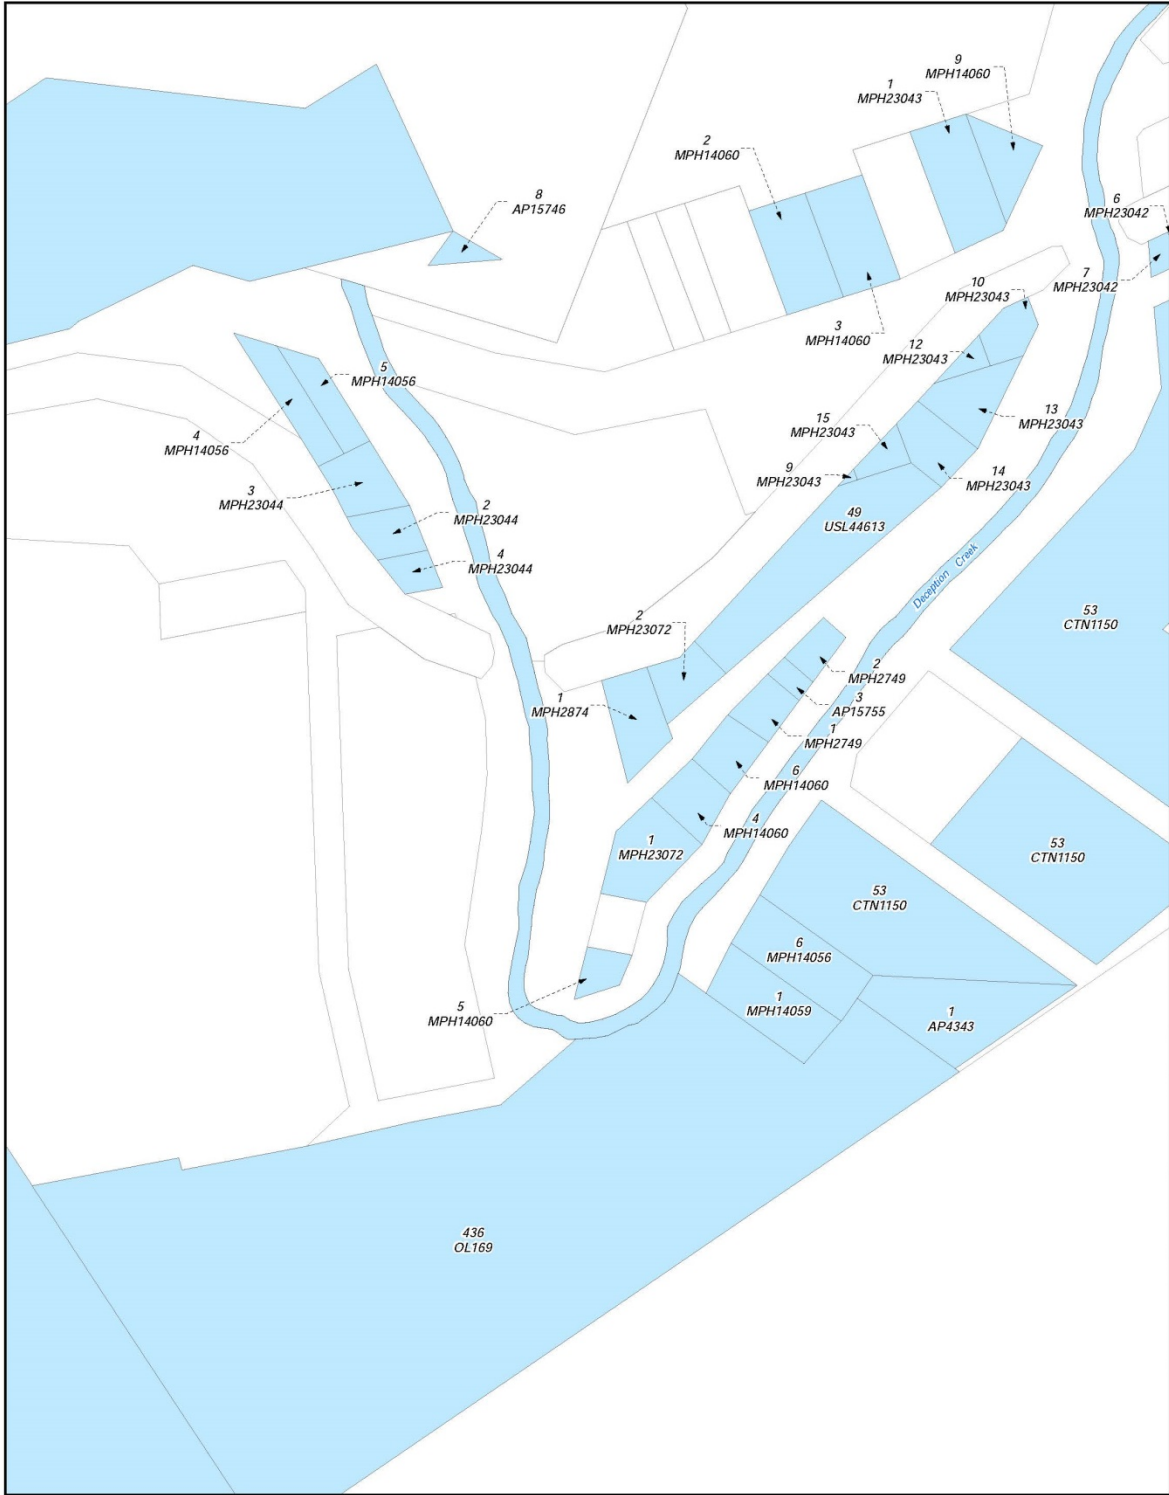 9
MPH14060
1
MPH23043
2
MPH14060
8
AP15746
6
MPH23042
7
MPH23042
10
MPH23043
3
MPH14060
12
MPH23043
5
MPH14056
13
MPH23043
15
MPH23043
4
MPH14056
9
MPH23043
14
MPH23043
3
MPH23044
2
MPH23044
49
USL44613
4
MPH23044
Deception Creek
53
CTN1150
2
MPH23072
2
MPH2749
3
AP15755
1
MPH2874
1
MPH2749
6
MPH14060
4
MPH14060
1
MPH23072
53
CTN1150
53
CTN1150
6
MPH14056
1
MPH14059
5
MPH14060
1
AP4343
436
OL169